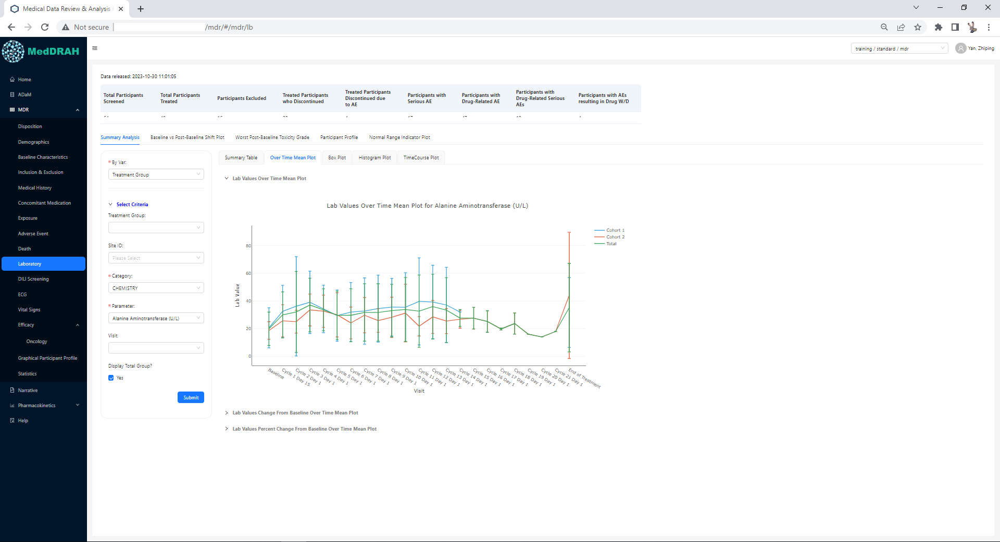 Medical Data Review & Analysis
Not secure
/mdr/#/mdr/lb
MedDRAH
training / standard / mdr
Yan, Zhiping
Home
ADaM
MDR
Disposition
Demographics
Baseline Characteristics
Inclusion & Exclusion
Medical History
Concomitant Medication
Exposure
Adverse Event
Death
Laboratory
DILI Screening
ECG
Vital Signs
Efficacy
Oncology
Graphical Participant Profile
Statistics
Narrative
Pharmacokinetics
Help
Data released: 2023-10-30 11:01:05
Total Participants Screened
Total Participants Treated
Participants Excluded
Treated Participants who Discontinued
Treated Participants Discontinued due to AE
Participants with Serious AE
Participants with Drug-Related AE
Participants with Drug-Related Serious AEs
Participants with AEs resulting in Drug W/D
Summary Analysis
Baseline vs Post-Baseline Shift Plot
Worst Post-Baseline Toxicity Grade
Participant Profile
Normal Range Indicator Plot
* By Var:
Treatment Group
Select Criteria
Treatment Group:
Site ID:
Please Select
* Category:
CHEMISTRY
* Parameter:
Alanine Aminotransferase (U/L)
Visit:
Display Total Group?
Yes
Submit
Summary Table
Over Time Mean Plot
Box Plot
Histogram Plot
TimeCourse Plot
Lab Values Over Time Mean Plot
Lab Values Over Time Mean Plot for Alanine Aminotransferase (U/L)
Cohort 1
Cohort 2
Total
80
60
40
20
0
Lab Value
Baseline
Cycle 1 Day 15
Cycle 2 Day 1
Cycle 3 Day 1
Cycle 4 Day 1
Cycle 5 Day 1
Cycle 6 Day 1
Cycle 7 Day 1
Cycle 8 Day 1
Cycle 9 Day 1
Cycle 10 Day 1
Cycle 11 Day 1
Cycle 12 Day 1
Cycle 13 Day 1
Cycle 14 Day 1
Cycle 15 Day 1
Cycle 16 Day 1
Cycle 17 Day 1
Cycle 18 Day 1
Cycle 19 Day 1
Cycle 20 Day 1
Cycle 21 Day 1
End of Treatment
Visit
Lab Values Change From Baseline Over Time Mean Plot
Lab Values Percent Change From Baseline Over Time Mean Plot